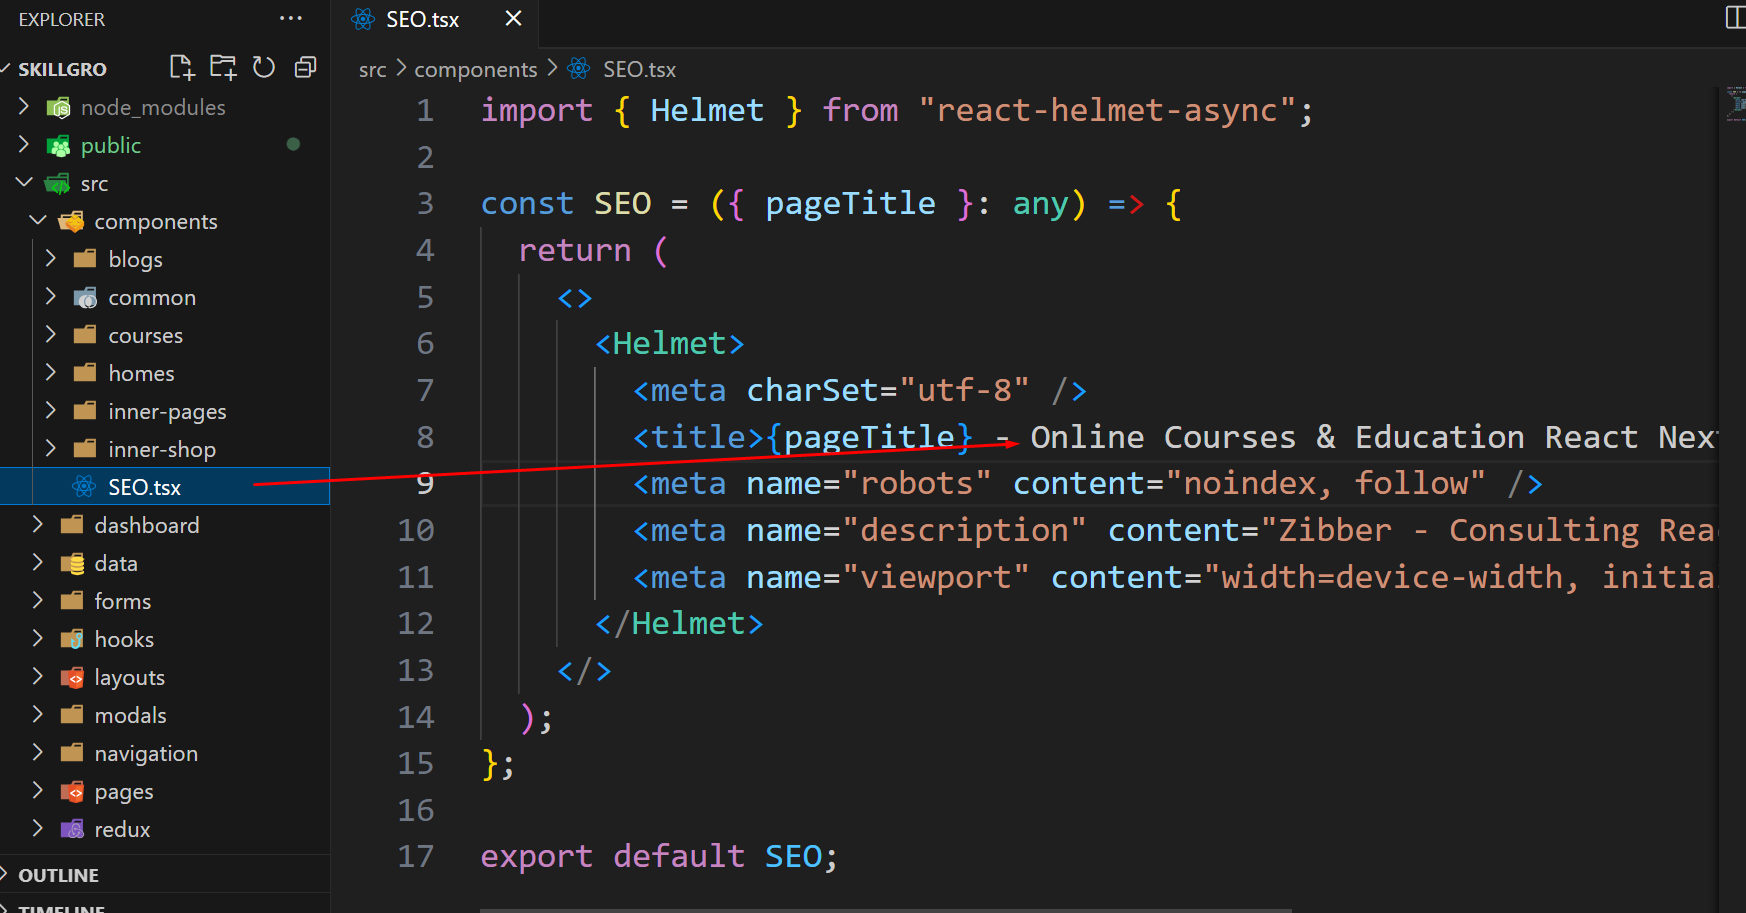 EXPLORER
SKILLGRO
node_modules
public
src
components
blogs
common
courses
homes
inner-pages
inner-shop
SEO.tsx
dashboard
data
forms
hooks
layouts
modals
navigation
pages
redux
OUTLINE
TIMELINE
SEO.tsx
src > components > SEO.tsx
1 import { Helmet } from "react-helmet-async";
2
3 const SEO = ({ pageTitle }: any) => {
4 return (
5 <>
6 <Helmet>
7 <meta charSet="utf-8" />
8 <title>{pageTitle} - Online Courses & Education React Nex
9 <meta name="robots" content="noindex, follow" />
10 <meta name="description" content="Zibber - Consulting Rea
11 <meta name="viewport" content="width=device-width, initia
12 </Helmet>
13 </>
14 );
15 };
16
17 export default SEO;